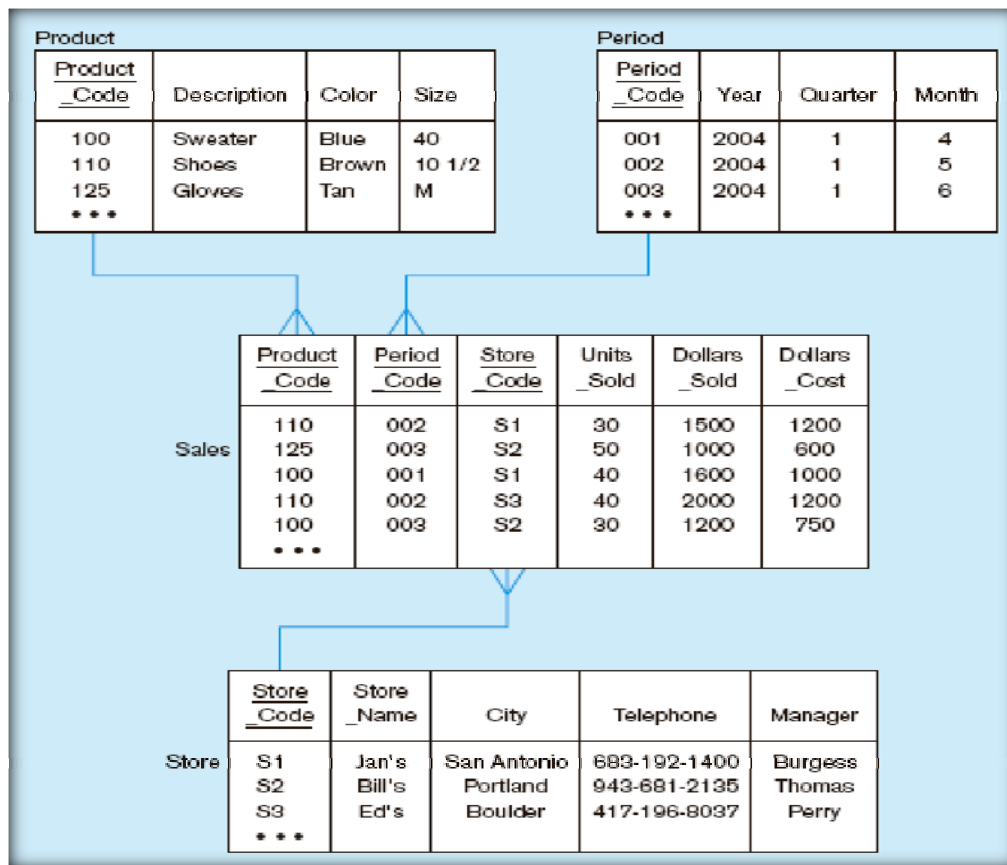 Product
Product _Code Description Color Size
100 Sweater Blue 40
110 Shoes Brown 10 1/2
125 Gloves Tan M
• • •
Period
Period _Code Year Quarter Month
001 2004 1 4
002 2004 1 5
003 2004 1 6
• • •
Sales
Product _Code Period _Code Store _Code Units _Sold Dollars _Sold Dollars _Cost
110 002 S1 30 1500 1200
125 003 S2 50 1000 600
100 001 S1 40 1600 1000
110 002 S3 40 2000 1200
100 003 S2 30 1200 750
• • •
Store
Store _Code Store _Name City Telephone Manager
S1 Jan's San Antonio 683-192-1400 Burgess
S2 Bill's Portland 943-681-2135 Thomas
S3 Ed's Boulder 417-196-8037 Perry
• • •